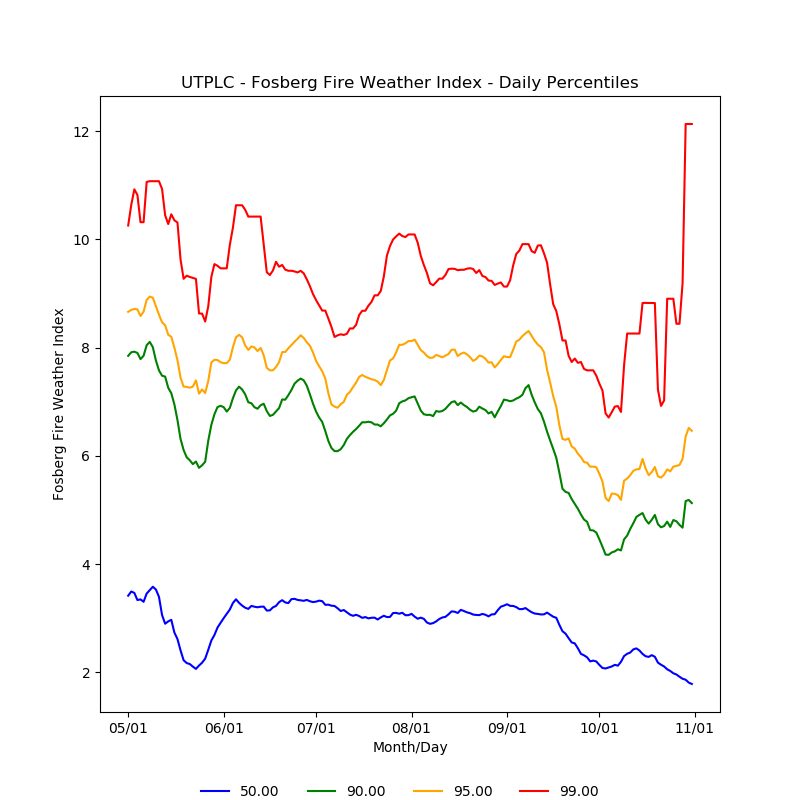 UTPLC - Fosberg Fire Weather Index - Daily Percentiles
12
10
8
6
4
2
Fosberg Fire Weather Index
05/01 06/01 07/01 08/01 09/01 10/01 11/01
Month/Day
50.00 90.00 95.00 99.00